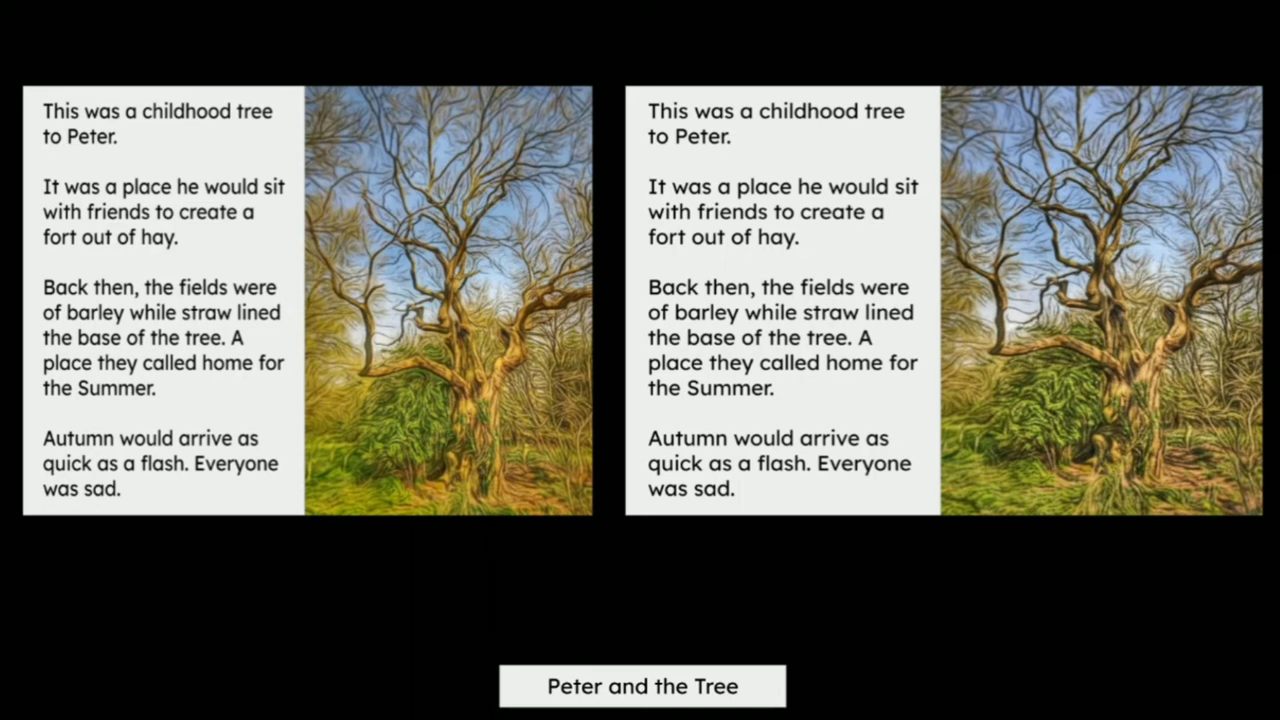 This was a childhood tree
to Peter.
It was a place he would sit
with friends to create a
fort out of hay.
Back then, the fields were
of barley while straw lined
the base of the tree. A
place they called home for
the Summer.
Autumn would arrive as
quick as a flash. Everyone
was sad.
This was a childhood tree
to Peter.
It was a place he would sit
with friends to create a
fort out of hay.
Back then, the fields were
of barley while straw lined
the base of the tree. A
place they called home for
the Summer.
Autumn would arrive as
quick as a flash. Everyone
was sad.
Peter and the Tree